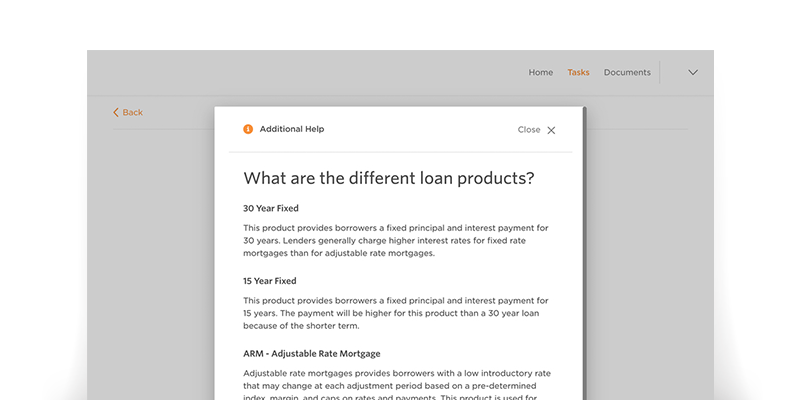 Home Tasks Documents
Back
Additional Help
Close
What are the different loan products?
30 Year Fixed
This product provides borrowers a fixed principal and interest payment for
30 years. Lenders generally charge higher interest rates for fixed rate
mortgages than for adjustable rate mortgages.
15 Year Fixed
This product provides borrowers a fixed principal and interest payment for
15 years. The payment will be higher for this product than a 30 year loan
because of the shorter term.
ARM - Adjustable Rate Mortgage
Adjustable rate mortgages provides borrowers with a low introductory rate
that may change at each adjustment period based on a pre-determined
index, margin, and caps on rates and payments. This product is used for